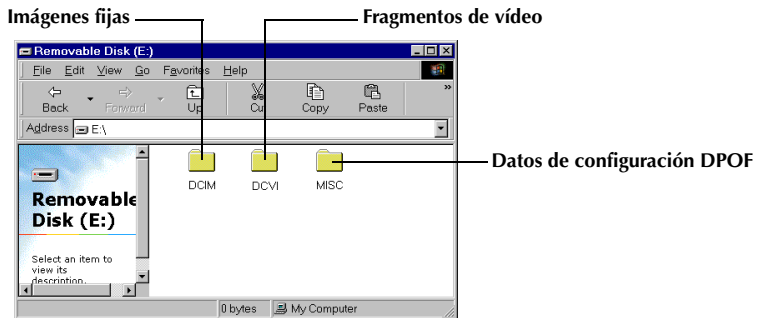 Imágenes fijas
Fragmentos de vídeo
Removable Disk (E:)
File Edit View Go Favorites Help
Back Forward Up Cut Copy Paste »
Address E:\
DCIM DCVI MISC
Datos de configuración DPOF
Removable
Disk (E:)
Select an item to
view its
description.
0 bytes My Computer